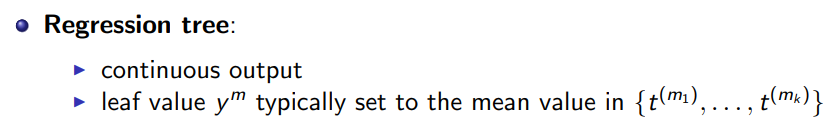 Regression tree:
continuous output
leaf value y^m typically set to the mean value in {t^(m_1), . . . , t^(m_k)}